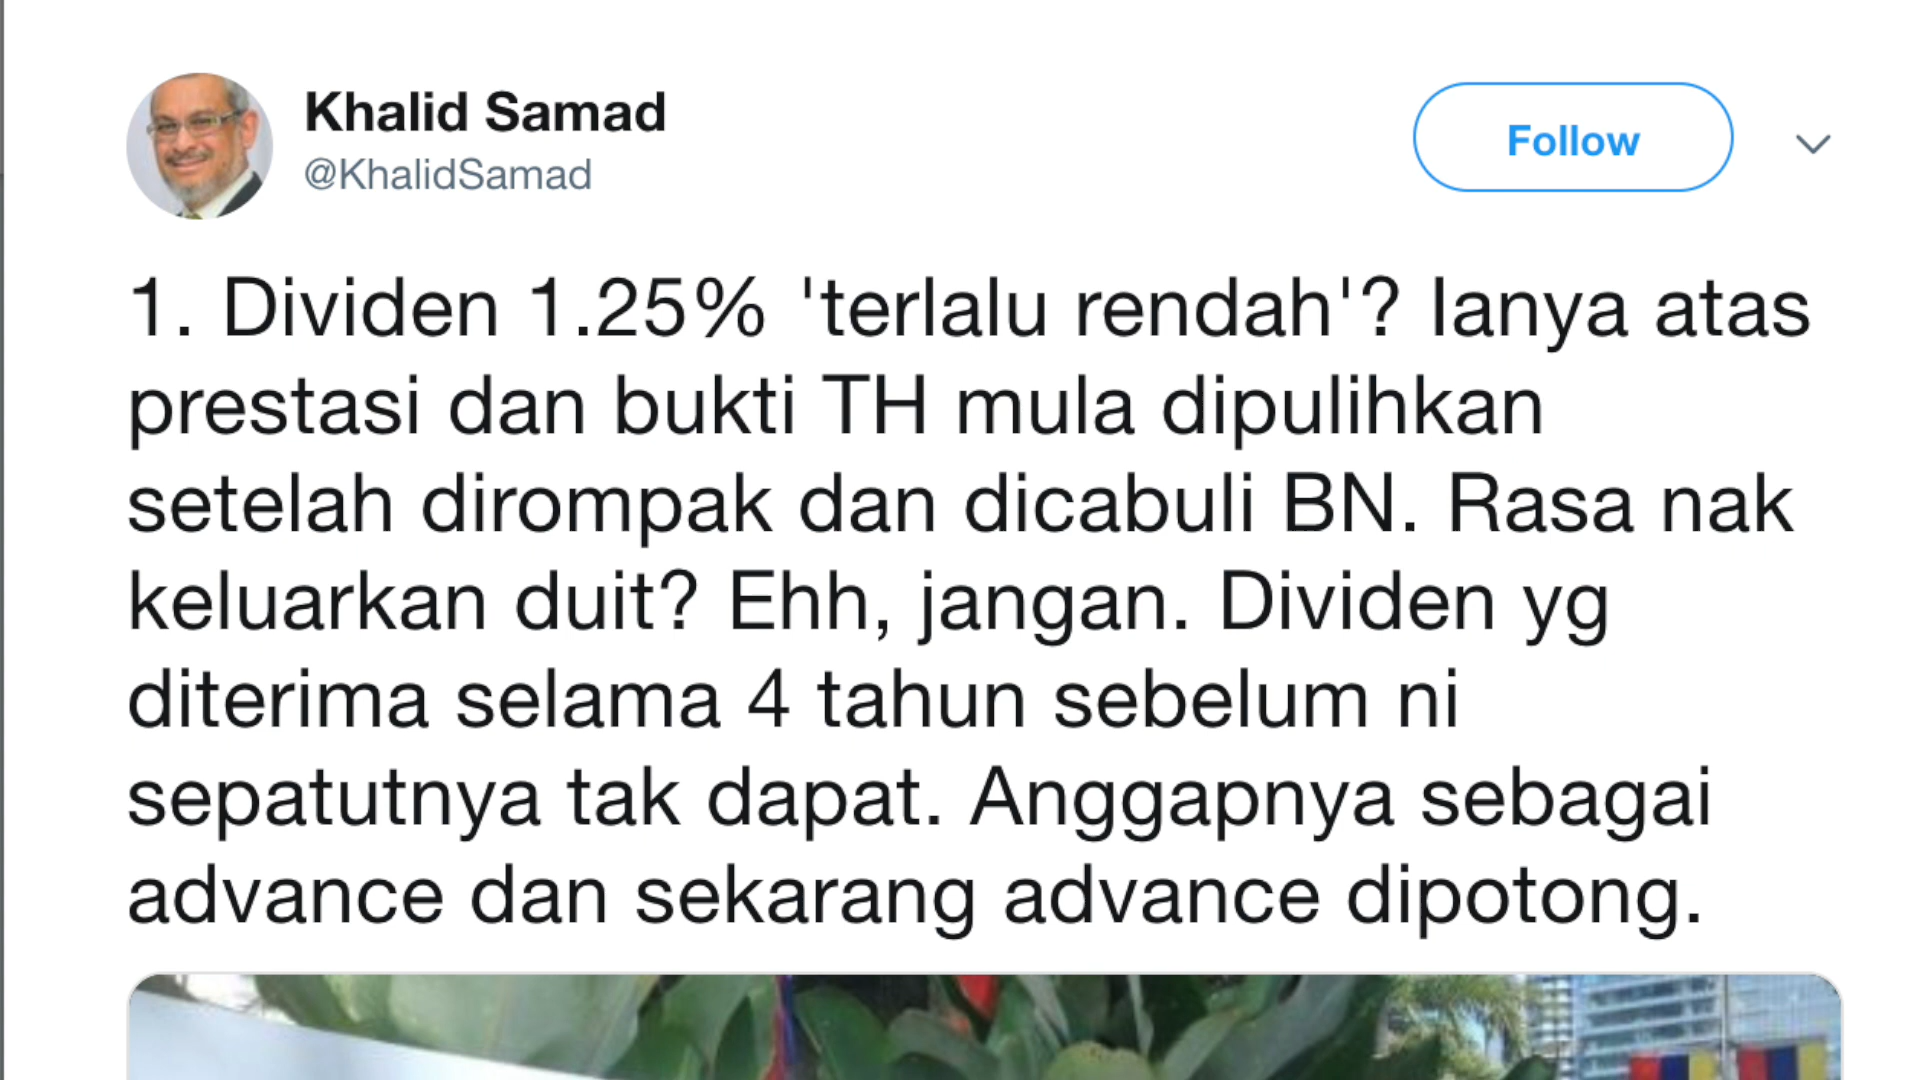 Khalid Samad
@KhalidSamad
Follow
1. Dividen 1.25% 'terlalu rendah'? Ianya atas
prestasi dan bukti TH mula dipulihkan
setelah dirompak dan dicabuli BN. Rasa nak
keluarkan duit? Ehh, jangan. Dividen yg
diterima selama 4 tahun sebelum ni
sepatutnya tak dapat. Anggapnya sebagai
advance dan sekarang advance dipotong.